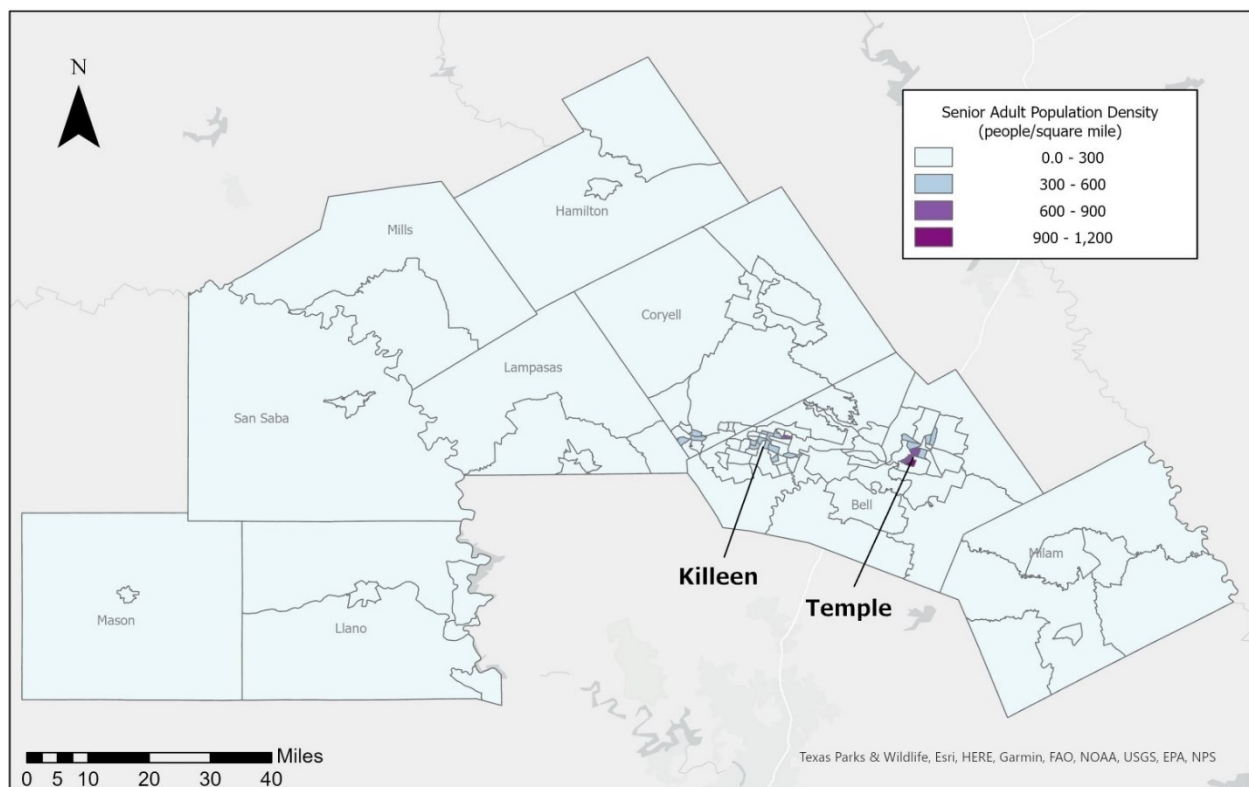 N
Senior Adult Population Density
(people/square mile)
0.0 - 300
300 - 600
600 - 900
900 - 1,200
Hamilton
Mills
Coryell
Lampasas
San Saba
Bell
Killeen
Milam
Temple
Mason
Llano
Miles
0 5 10 20 30 40
Texas Parks & Wildlife, Esri, HERE, Garmin, FAO, NOAA, USGS, EPA, NPS